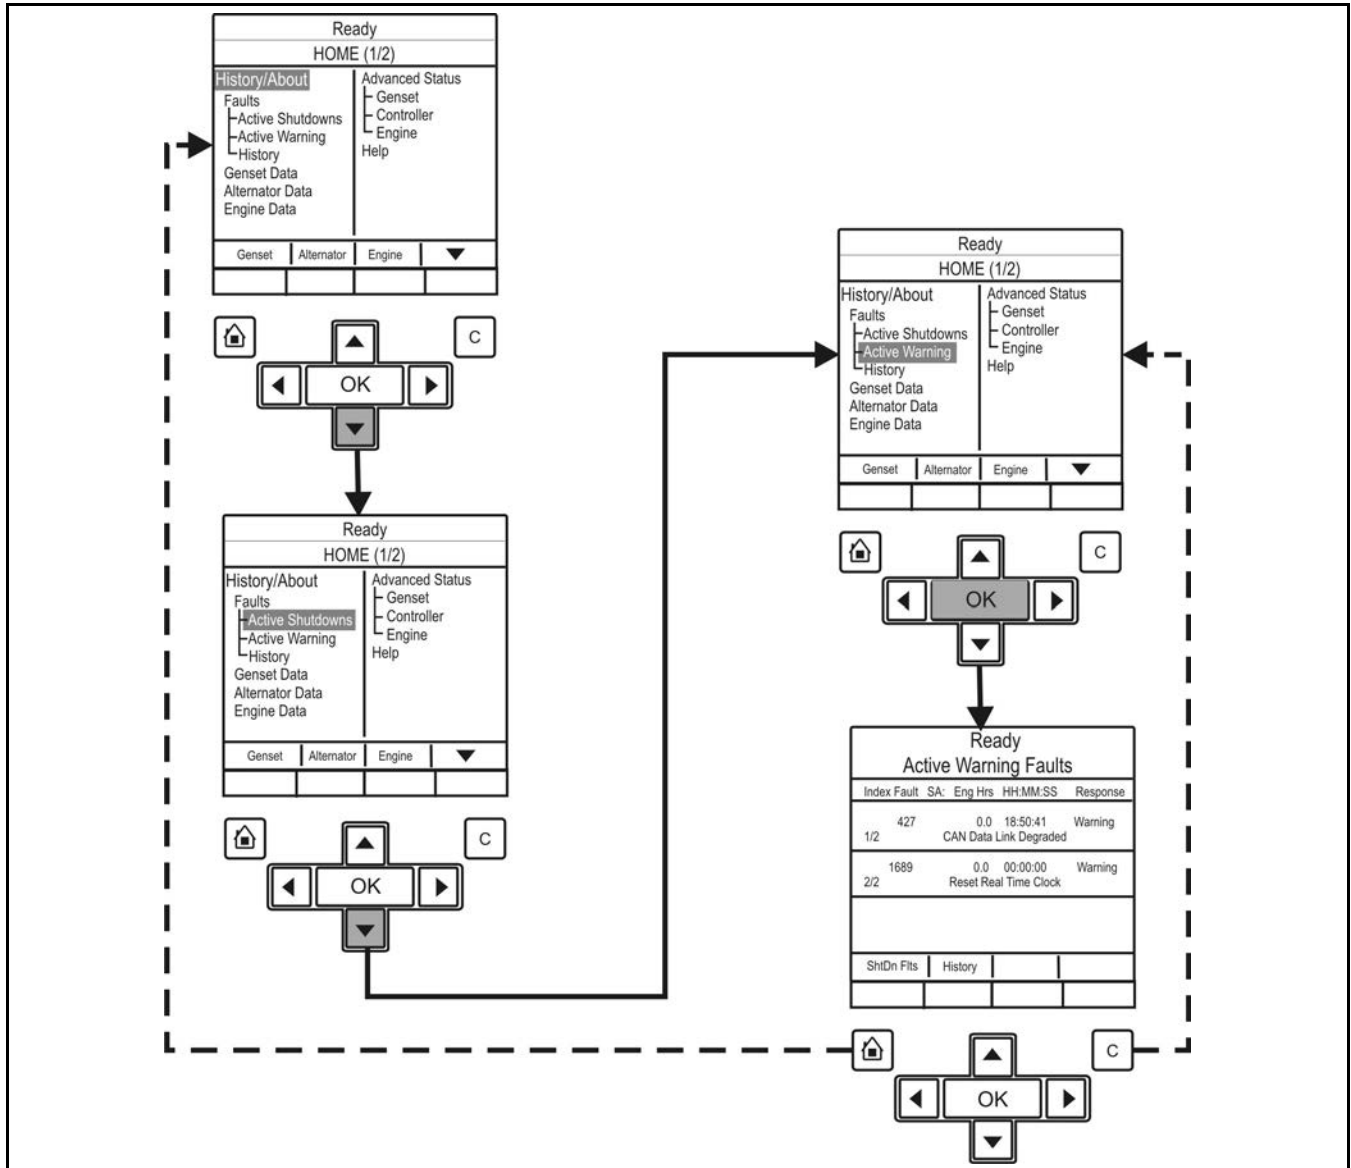 Ready
HOME (1/2)
History/About
Faults
Active Shutdowns
Active Warning
History
Genset Data
Alternator Data
Engine Data
Advanced Status
Genset
Controller
Engine
Help
Genset Alternator Engine
C
OK
Ready
HOME (1/2)
History/About
Faults
Active Shutdowns
Active Warning
History
Genset Data
Alternator Data
Engine Data
Advanced Status
Genset
Controller
Engine
Help
Genset Alternator Engine
C
OK
Ready
HOME (1/2)
History/About
Faults
Active Shutdowns
Active Warning
History
Genset Data
Alternator Data
Engine Data
Advanced Status
Genset
Controller
Engine
Help
Genset Alternator Engine
C
OK
Ready
Active Warning Faults
Index Fault SA: Eng Hrs HH:MM:SS Response
427 0.0 18:50:41 Warning
1/2 CAN Data Link Degraded
1689 0.0 00:00:00 Warning
2/2 Reset Real Time Clock
ShtDn Flts History
C
OK